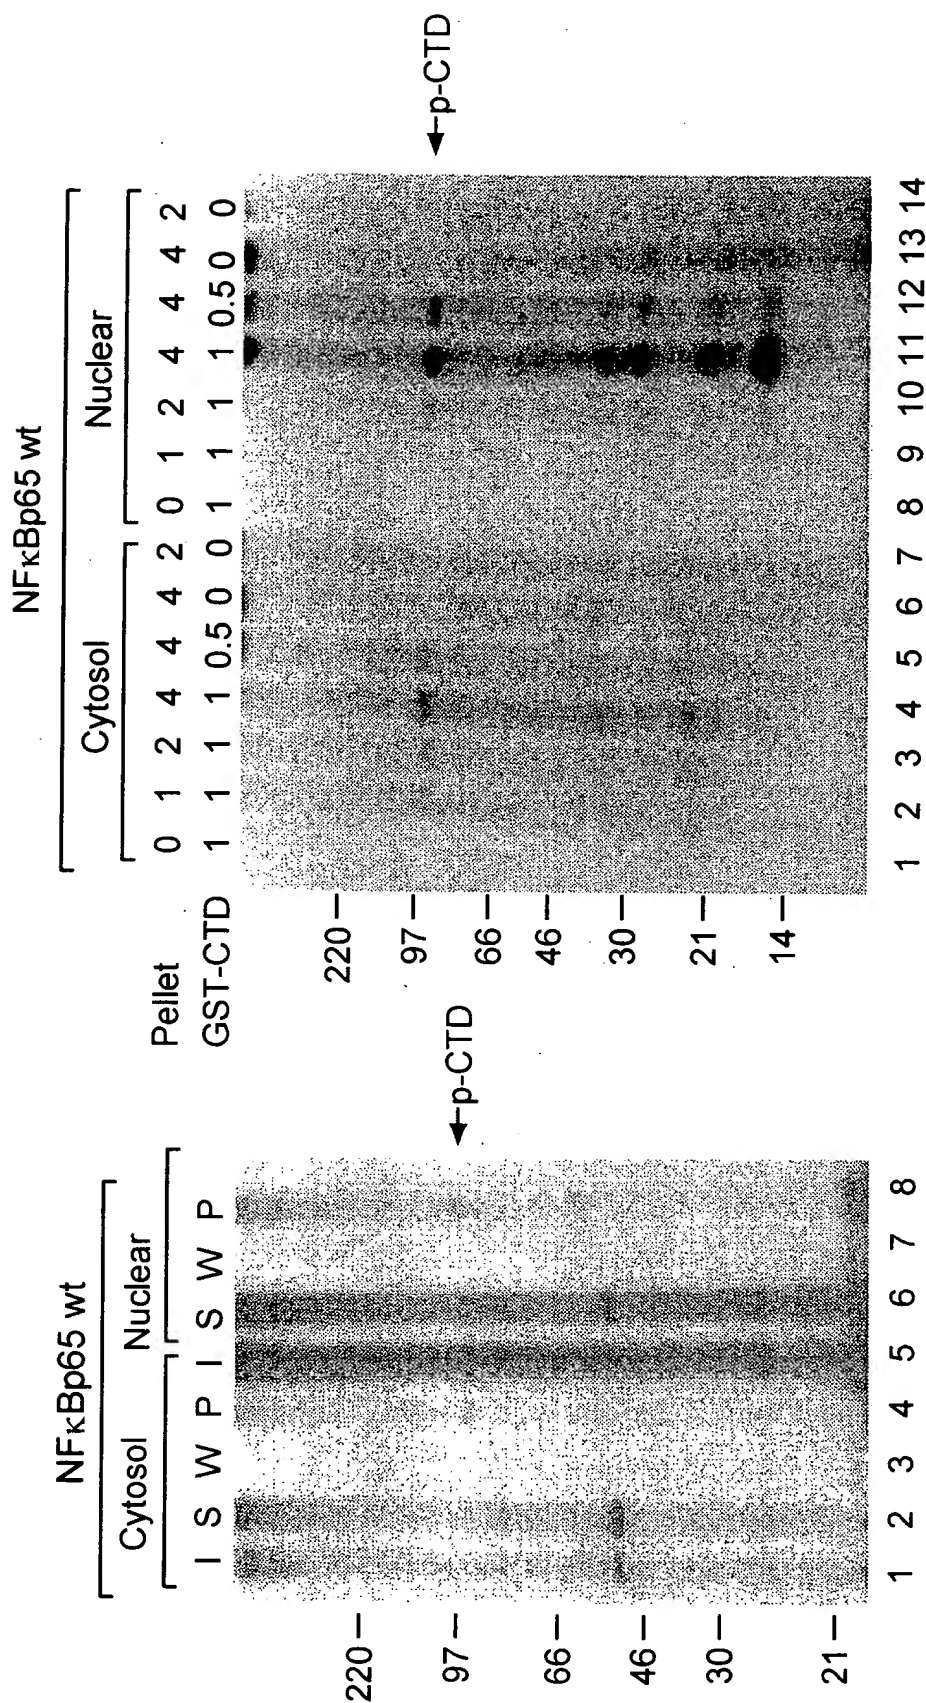 NFκBp65 wt
Cytosol Nuclear
I S W P I S W P
220
97
66
46
30
21
p-CTD
1 2 3 4 5 6 7 8
NFκBp65 wt
Cytosol Nuclear
Pellet 0 1 2 4 4 4 2 0 1 2 4 4 4 2
GST-CTD 1 1 1 1 0.5 0 0 1 1 1 1 0.5 0 0
220
97
66
46
30
21
14
p-CTD
1 2 3 4 5 6 7 8 9 10 11 12 13 14